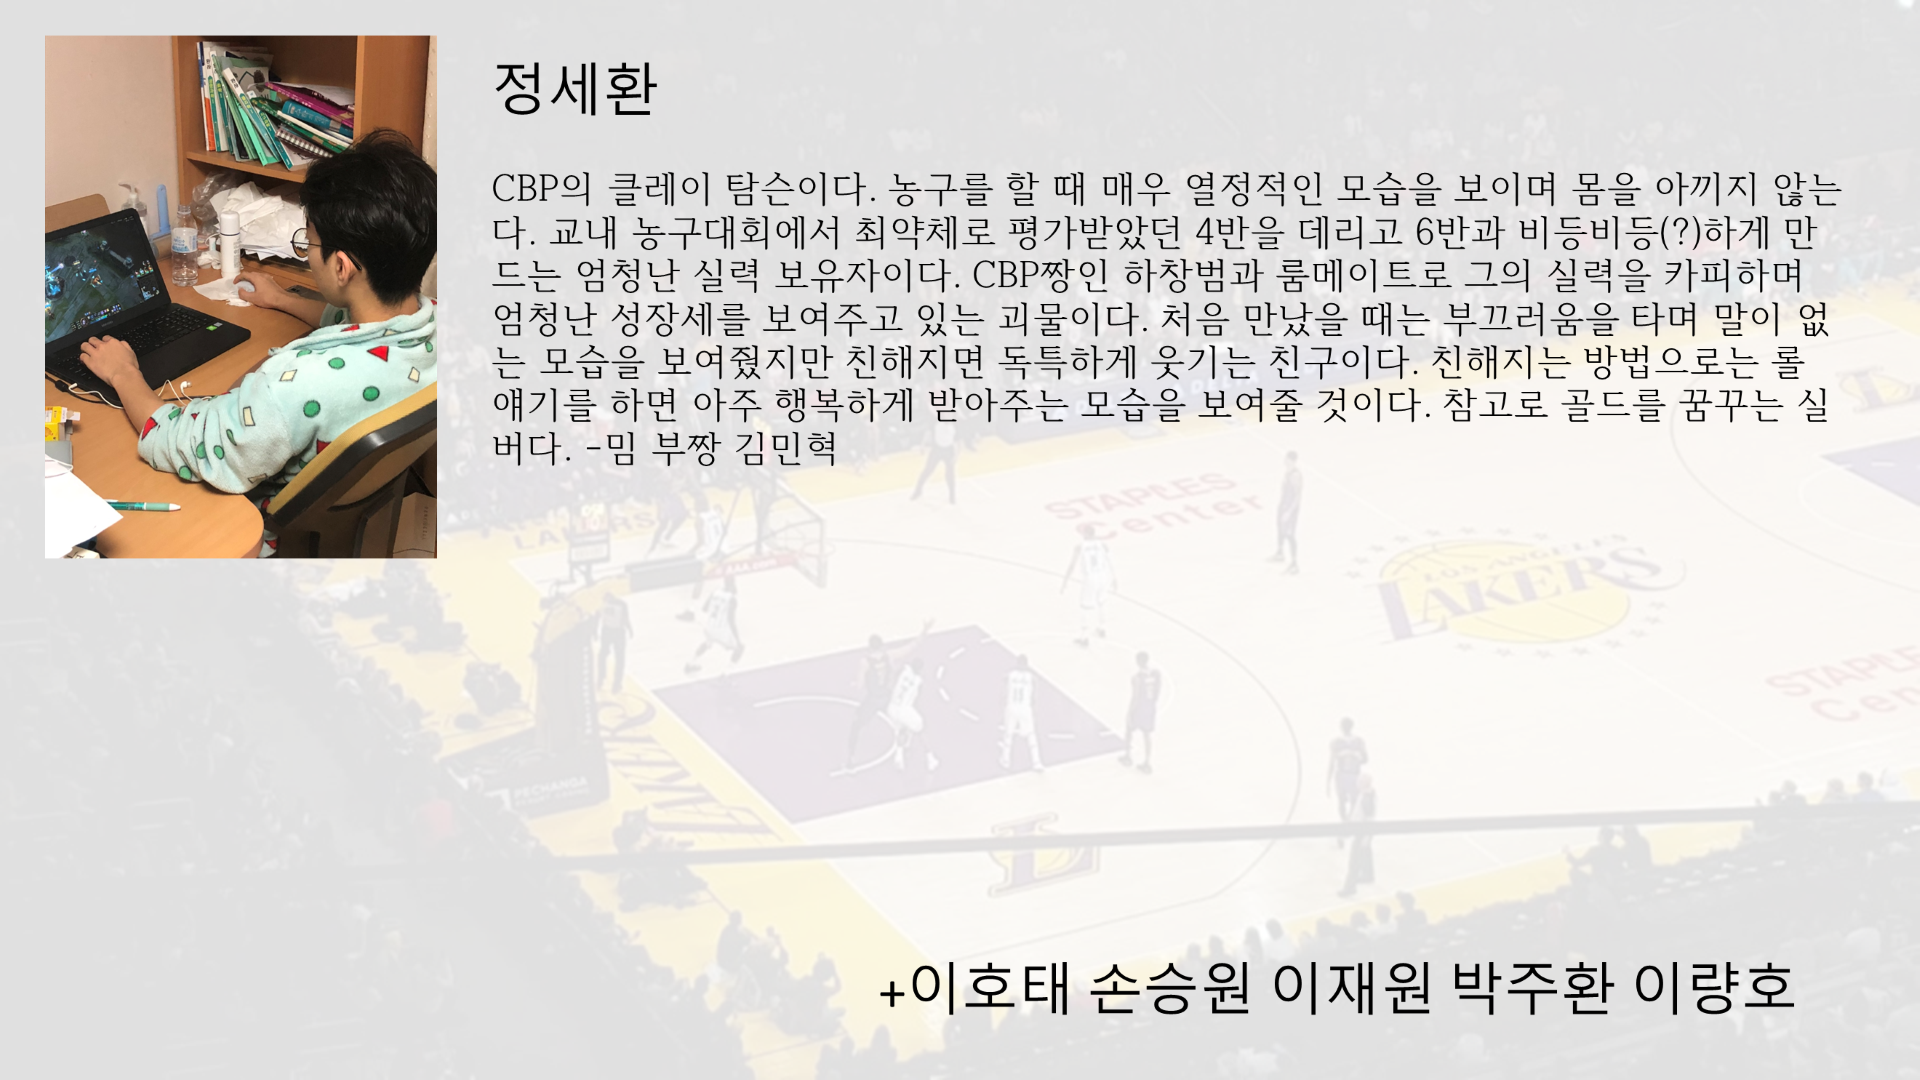 정세환
CBP의 클레이 탐슨이다. 농구를 할 때 매우 열정적인 모습을 보이며 몸을 아끼지 않는
다. 교내 농구대회에서 최약체로 평가받았던 4반을 데리고 6반과 비등비등(?)하게 만
드는 엄청난 실력 보유자이다. CBP짱인 하창범과 룸메이트로 그의 실력을 카피하며
엄청난 성장세를 보여주고 있는 괴물이다. 처음 만났을 때는 부끄러움을 타며 말이 없
는 모습을 보여줬지만 친해지면 독특하게 웃기는 친구이다. 친해지는 방법으로는 롤
얘기를 하면 아주 행복하게 받아주는 모습을 보여줄 것이다. 참고로 골드를 꿈꾸는 실
버다. -밈 부짱 김민혁
STAPLES
Center
LAKERS
LOS ANGELES
LAKERS
STAPLES
Cen
PECHANGA
LAKERS
+이호태 손승원 이재원 박주환 이량호